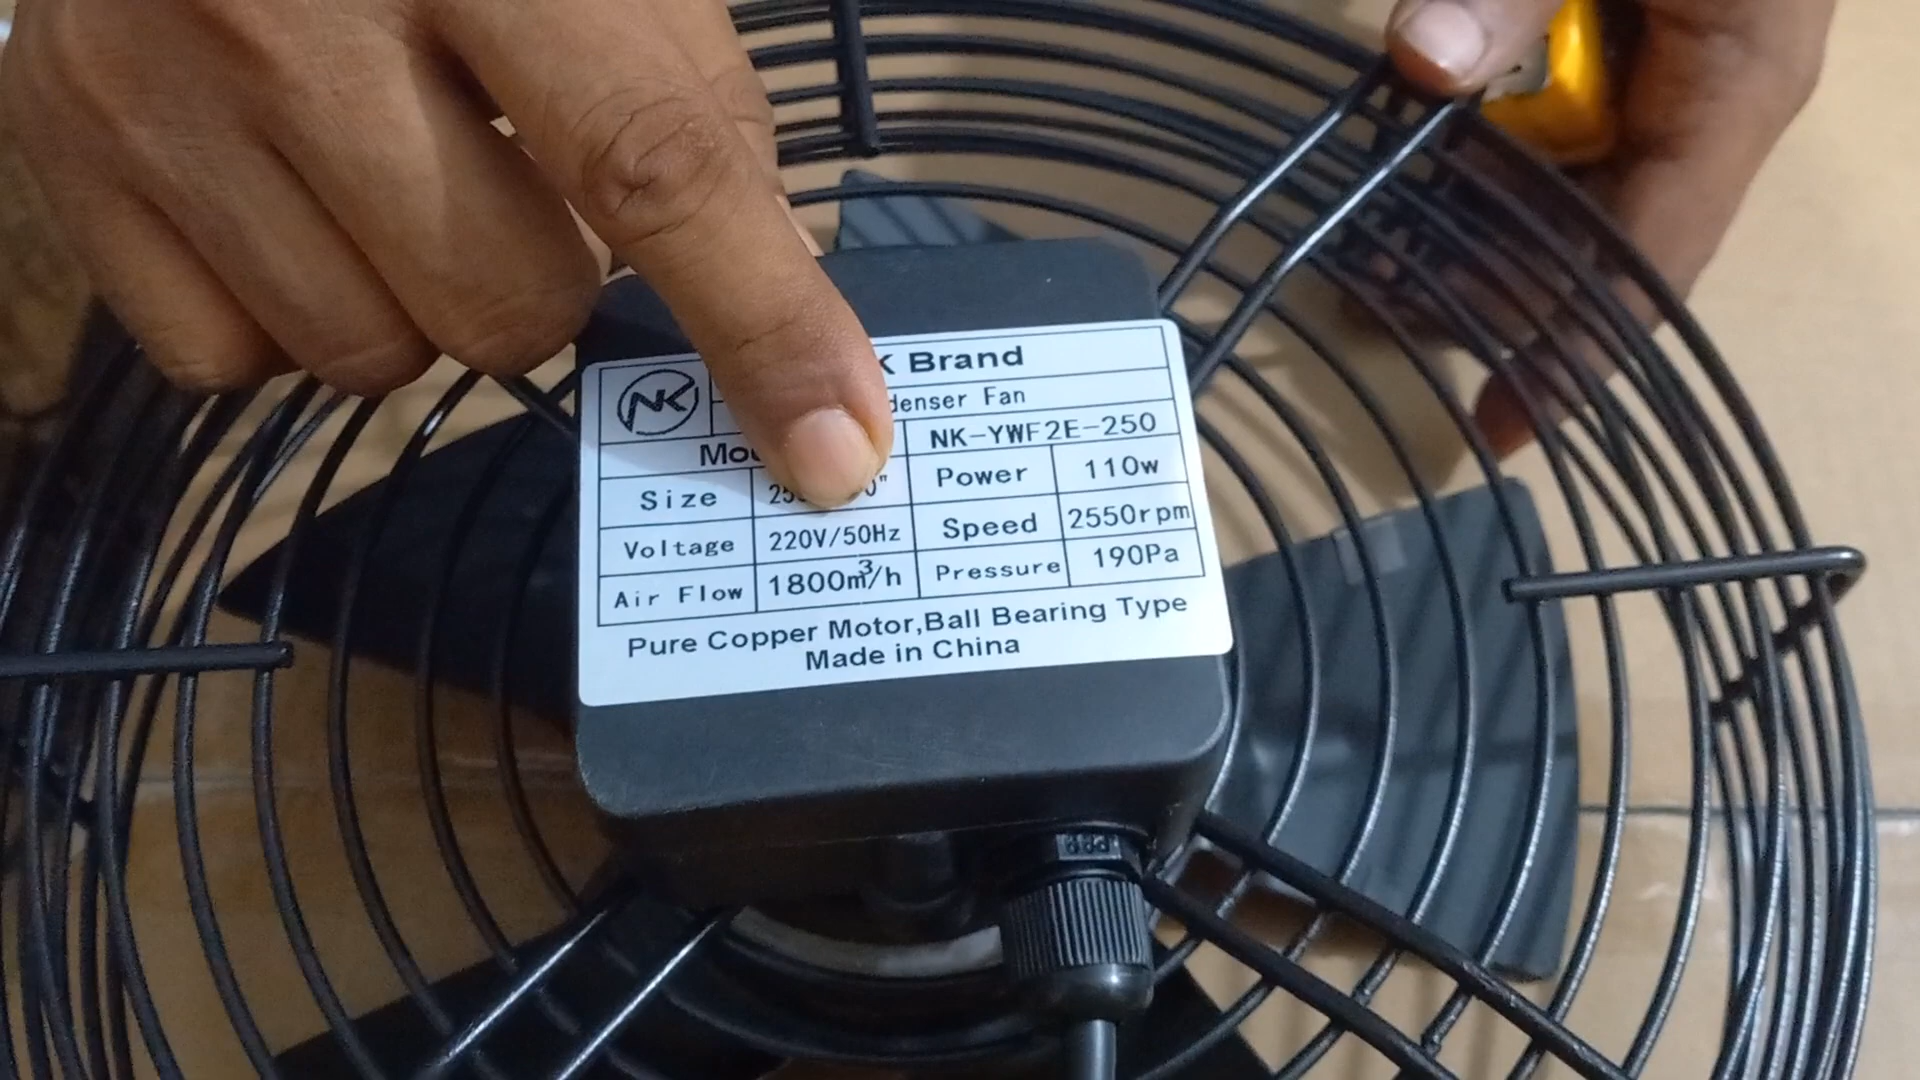 NK
K Brand
denser Fan
NK-YWF2E-250
Size
Power 110w
Voltage 220V/50Hz Speed 2550rpm
Air Flow 1800m³/h Pressure 190Pa
Pure Copper Motor,Ball Bearing Type
Made in China